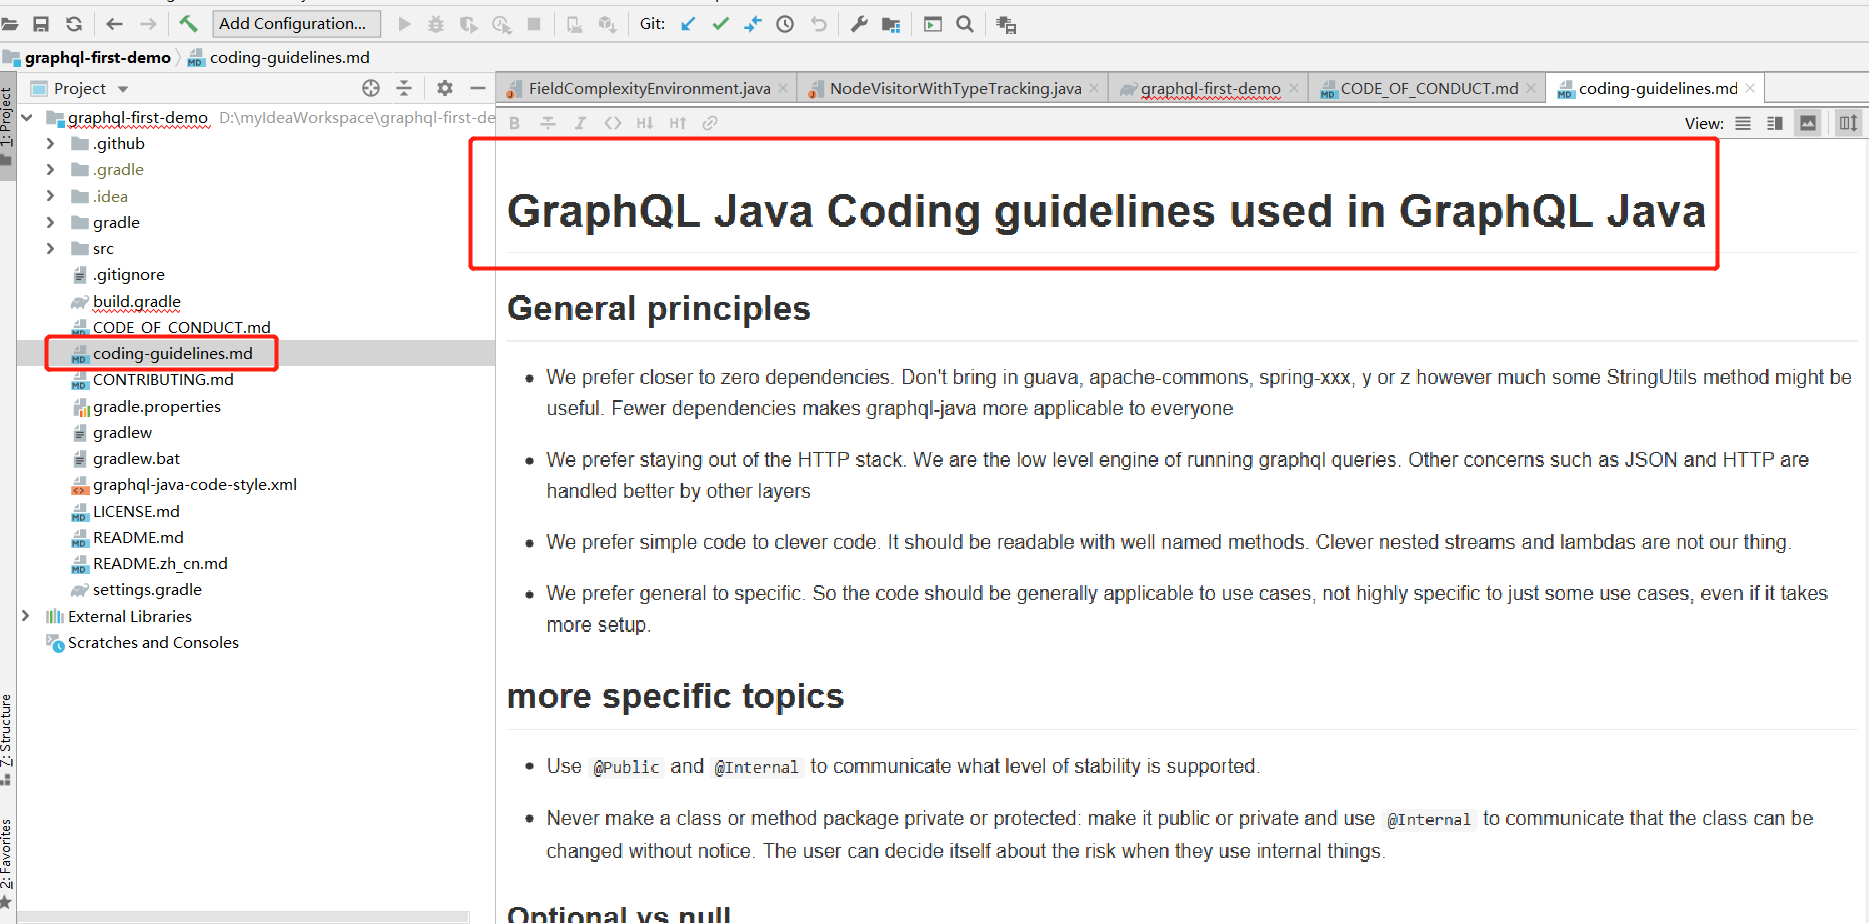 Add Configuration...
Git:
graphql-first-demo
coding-guidelines.md
1: Project
7: Structure
2: Favorites
Project
graphql-first-demo D:\myIdeaWorkspace\graphql-first-de
.github
.gradle
.idea
gradle
src
.gitignore
build.gradle
CODE_OF_CONDUCT.md
coding-guidelines.md
CONTRIBUTING.md
gradle.properties
gradlew
gradlew.bat
graphql-java-code-style.xml
LICENSE.md
README.md
README.zh_cn.md
settings.gradle
External Libraries
Scratches and Consoles
FieldComplexityEnvironment.java
NodeVisitorWithTypeTracking.java
graphql-first-demo
CODE_OF_CONDUCT.md
coding-guidelines.md
View:
GraphQL Java Coding guidelines used in GraphQL Java
General principles
We prefer closer to zero dependencies. Don't bring in guava, apache-commons, spring-xxx, y or z however much some StringUtils method might be
useful. Fewer dependencies makes graphql-java more applicable to everyone
We prefer staying out of the HTTP stack. We are the low level engine of running graphql queries. Other concerns such as JSON and HTTP are
handled better by other layers
We prefer simple code to clever code. It should be readable with well named methods. Clever nested streams and lambdas are not our thing.
We prefer general to specific. So the code should be generally applicable to use cases, not highly specific to just some use cases, even if it takes
more setup.
more specific topics
Use @Public and @Internal to communicate what level of stability is supported.
Never make a class or method package private or protected: make it public or private and use @Internal to communicate that the class can be
changed without notice. The user can decide itself about the risk when they use internal things.
Optional vs null